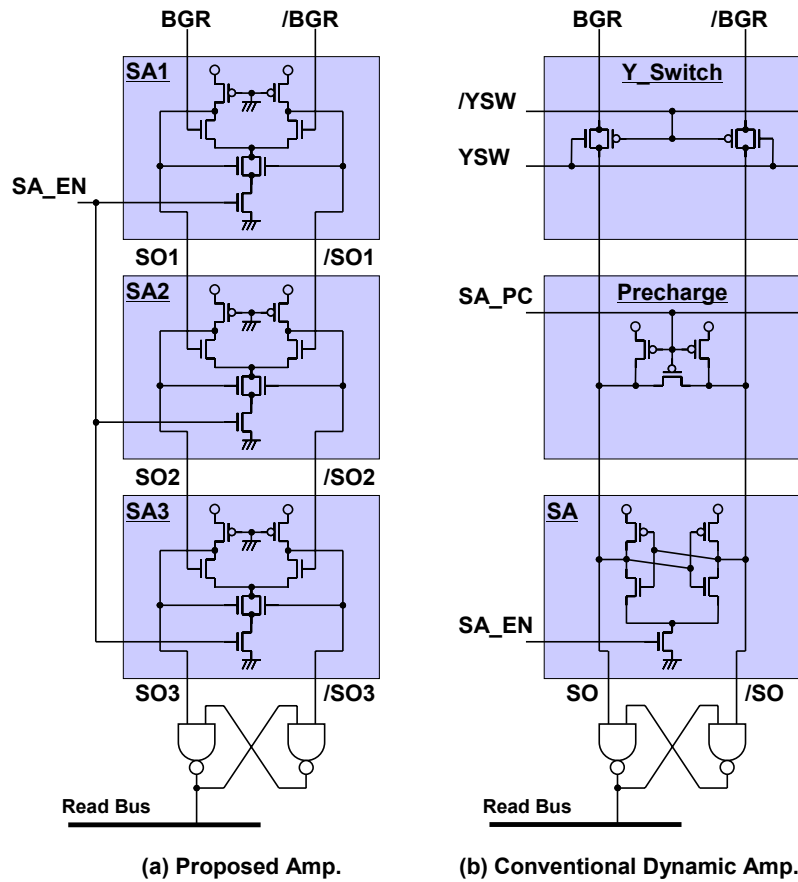 BGR /BGR
SA1
SA_EN
SO1 /SO1
SA2
SO2 /SO2
SA3
SO3 /SO3
Read Bus
(a) Proposed Amp.
BGR /BGR
Y_Switch
/YSW
YSW
SA_PC
Precharge
SA
SA_EN
SO /SO
Read Bus
(b) Conventional Dynamic Amp.